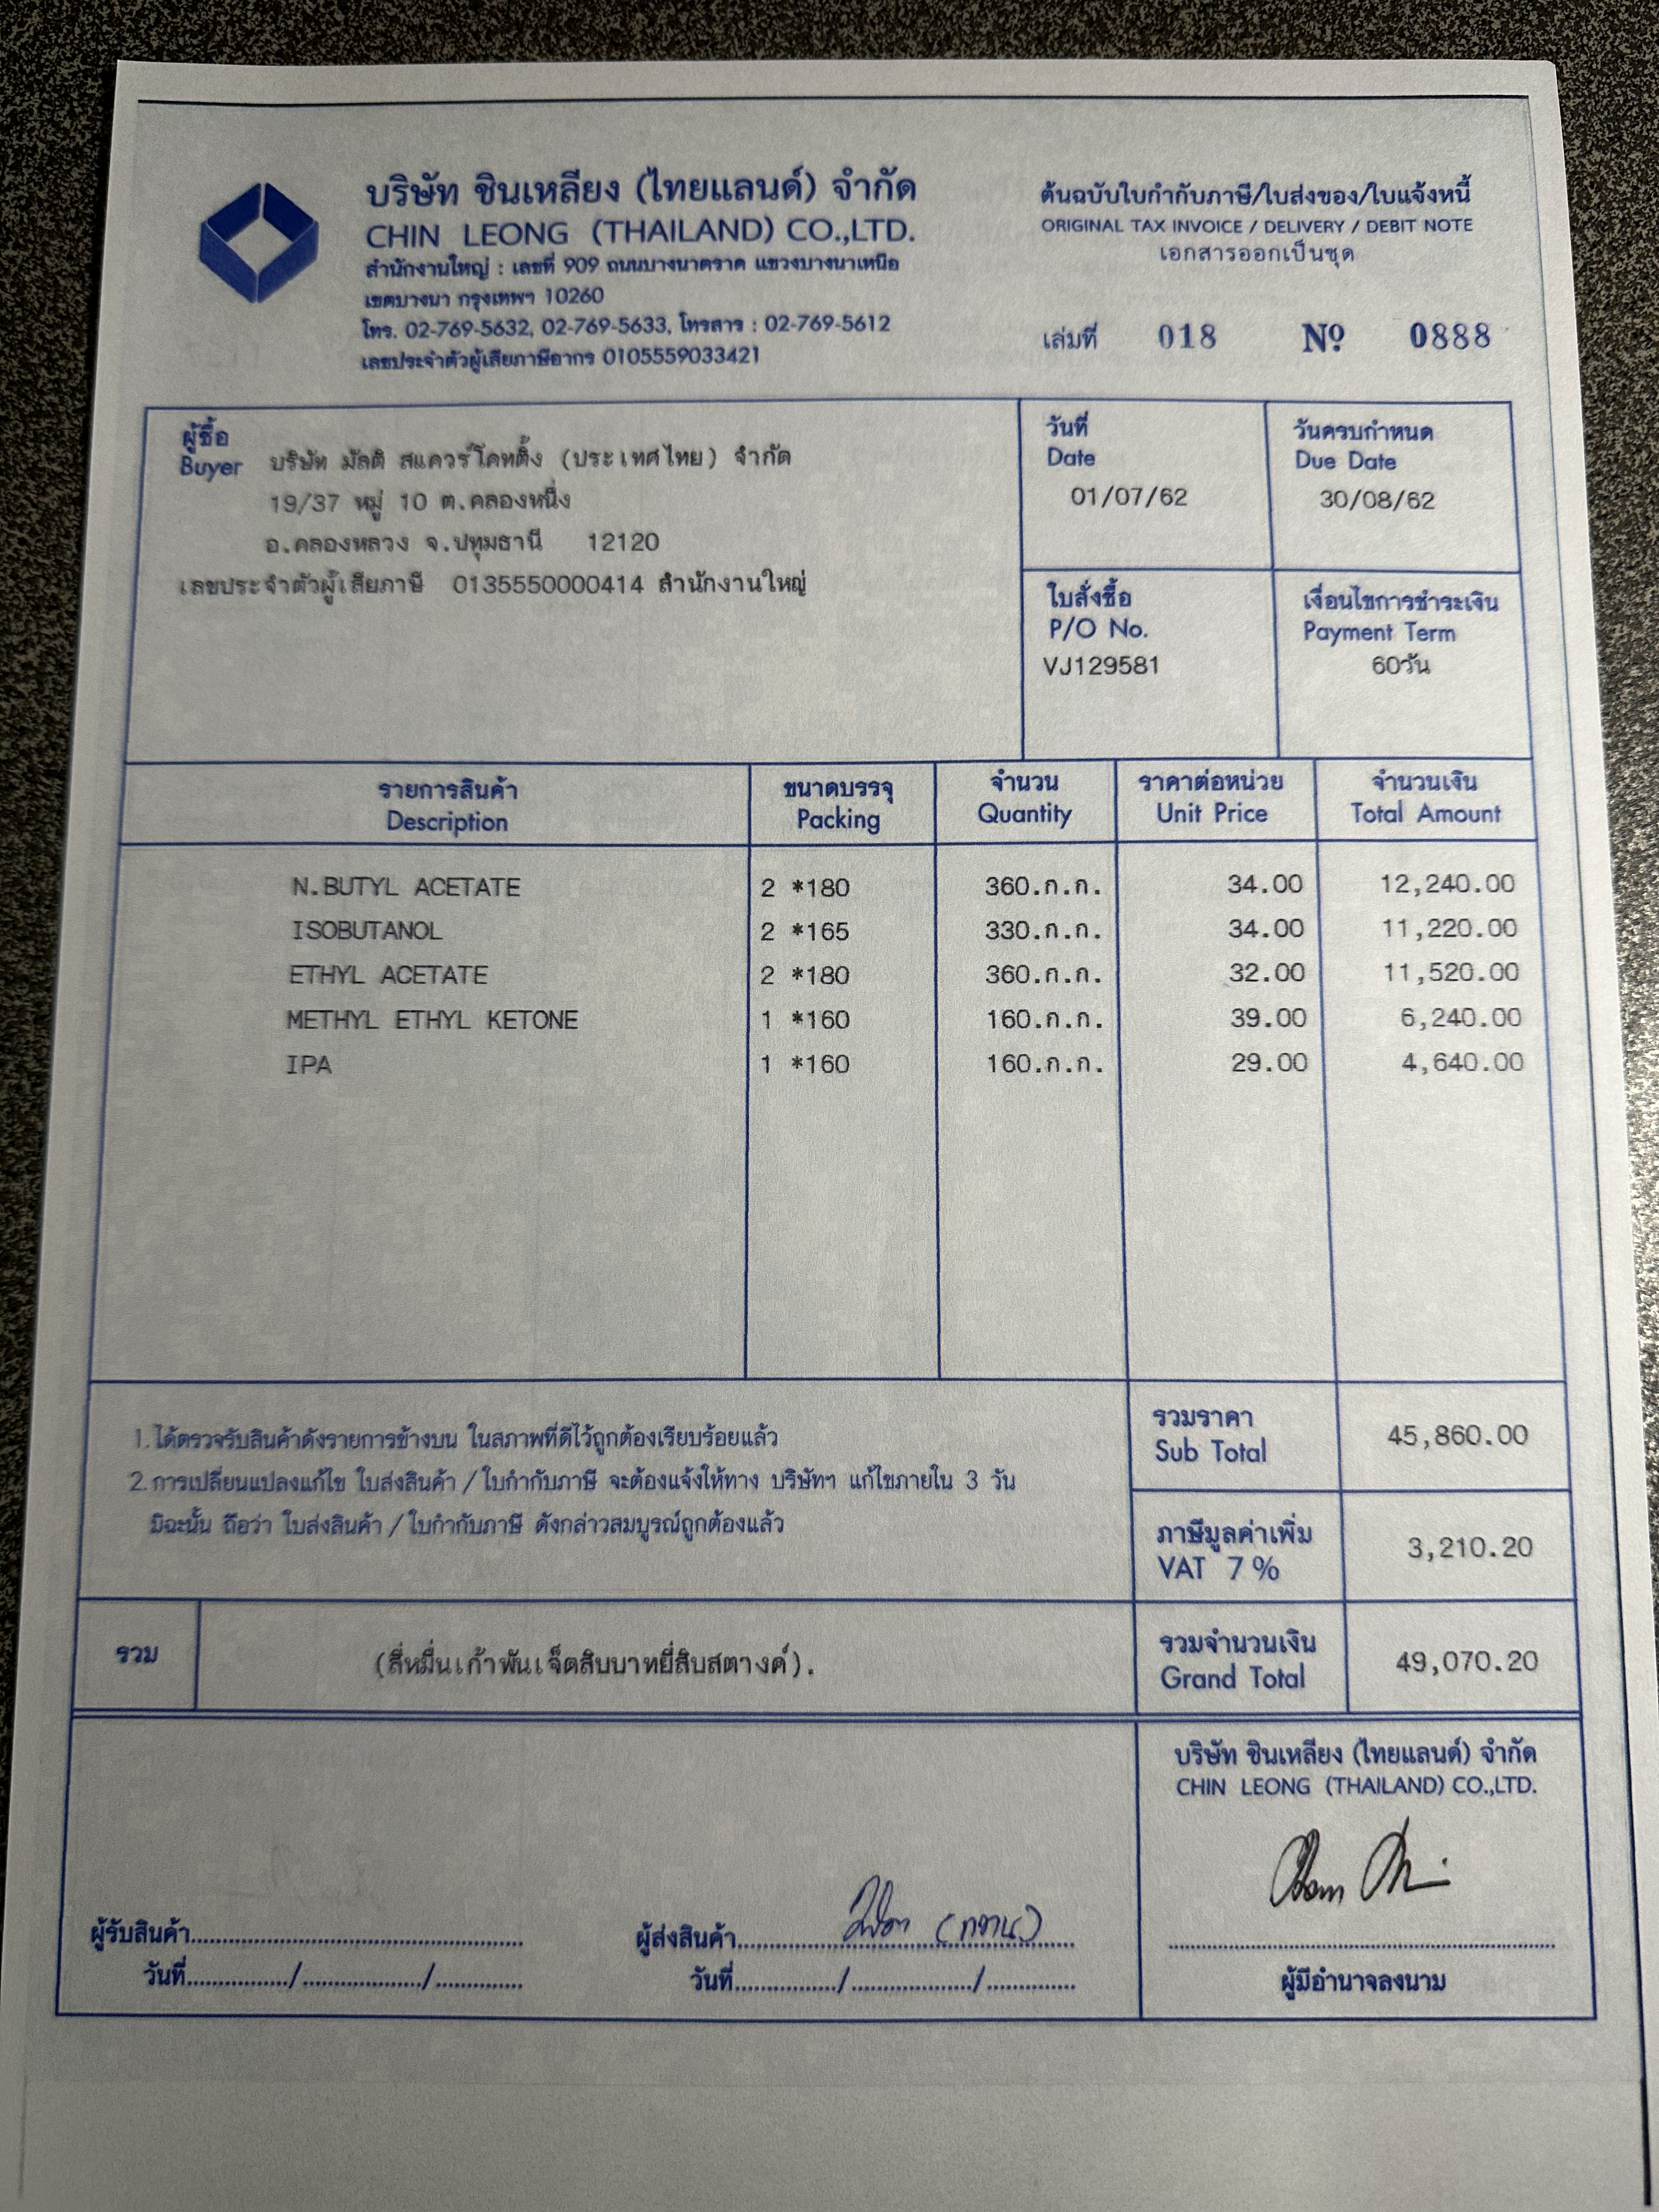 บริษัท ชินเหลียง (ไทยแลนด์) จำกัด
CHIN LEONG (THAILAND) CO.,LTD.
สำนักงานใหญ่ : เลขที่ 909 ถนนบางนาตราด แขวงบางนาเหนือ
เขตบางนา กรุงเทพฯ 10260
โทร. 02-769-5632, 02-769-5633, โทรสาร : 02-769-5612
เลขประจำตัวผู้เสียภาษีอากร 0105559033421
ต้นฉบับใบกำกับภาษี/ใบส่งของ/ใบแจ้งหนี้
ORIGINAL TAX INVOICE / DELIVERY / DEBIT NOTE
เอกสารออกเป็นชุด
เล่มที่ 018 Nº 0888
ผู้ซื้อ
Buyer บริษัท มัลติ สแควร์โคทติ้ง (ประเทศไทย) จำกัด
19/37 หมู่ 10 ต.คลองหนึ่ง
อ.คลองหลวง จ.ปทุมธานี 12120
เลขประจำตัวผู้เสียภาษี 0135550000414 สำนักงานใหญ่
วันที่
Date
01/07/62
วันครบกำหนด
Due Date
30/08/62
ใบสั่งซื้อ
P/O No.
VJ129581
เงื่อนไขการชำระเงิน
Payment Term
60วัน
รายการสินค้า ขนาดบรรจุ จำนวน ราคาต่อหน่วย จำนวนเงิน
Description Packing Quantity Unit Price Total Amount
N.BUTYL ACETATE 2 *180 360.ก.ก. 34.00 12,240.00
ISOBUTANOL 2 *165 330.ก.ก. 34.00 11,220.00
ETHYL ACETATE 2 *180 360.ก.ก. 32.00 11,520.00
METHYL ETHYL KETONE 1 *160 160.ก.ก. 39.00 6,240.00
IPA 1 *160 160.ก.ก. 29.00 4,640.00
1.ได้ตรวจรับสินค้าดังรายการข้างบน ในสภาพที่ดีไว้ถูกต้องเรียบร้อยแล้ว
2.การเปลี่ยนแปลงแก้ไข ใบส่งสินค้า / ใบกำกับภาษี จะต้องแจ้งให้ทาง บริษัทฯ แก้ไขภายใน 3 วัน
มิฉะนั้น ถือว่า ใบส่งสินค้า / ใบกำกับภาษี ดังกล่าวสมบูรณ์ถูกต้องแล้ว
รวมราคา
Sub Total 45,860.00
ภาษีมูลค่าเพิ่ม
VAT 7 % 3,210.20
รวม (สี่หมื่นเก้าพันเจ็ดสิบบาทยี่สิบสตางค์).
รวมจำนวนเงิน
Grand Total 49,070.20
บริษัท ชินเหลียง (ไทยแลนด์) จำกัด
CHIN LEONG (THAILAND) CO.,LTD.
ผู้รับสินค้า
วันที่ / /
ผู้ส่งสินค้า
วันที่ / /
ผู้มีอำนาจลงนาม